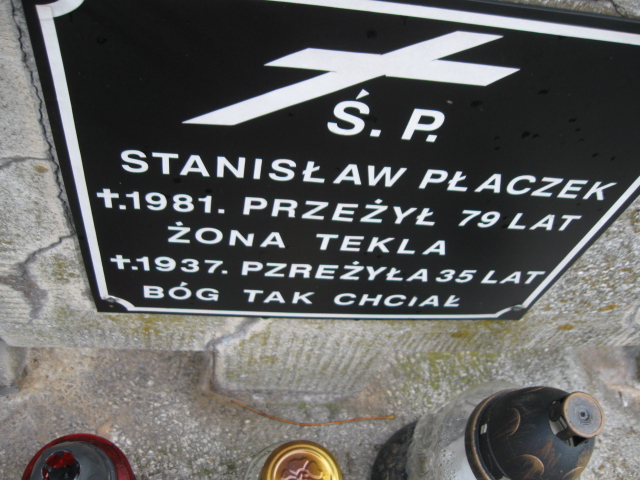 Ś. P.
STANISŁAW PŁACZEK
✝.1981. PRZEŻYŁ 79 LAT
ŻONA TEKLA
✝.1937. PZREŻYŁA 35 LAT
BÓG TAK CHCIAŁ